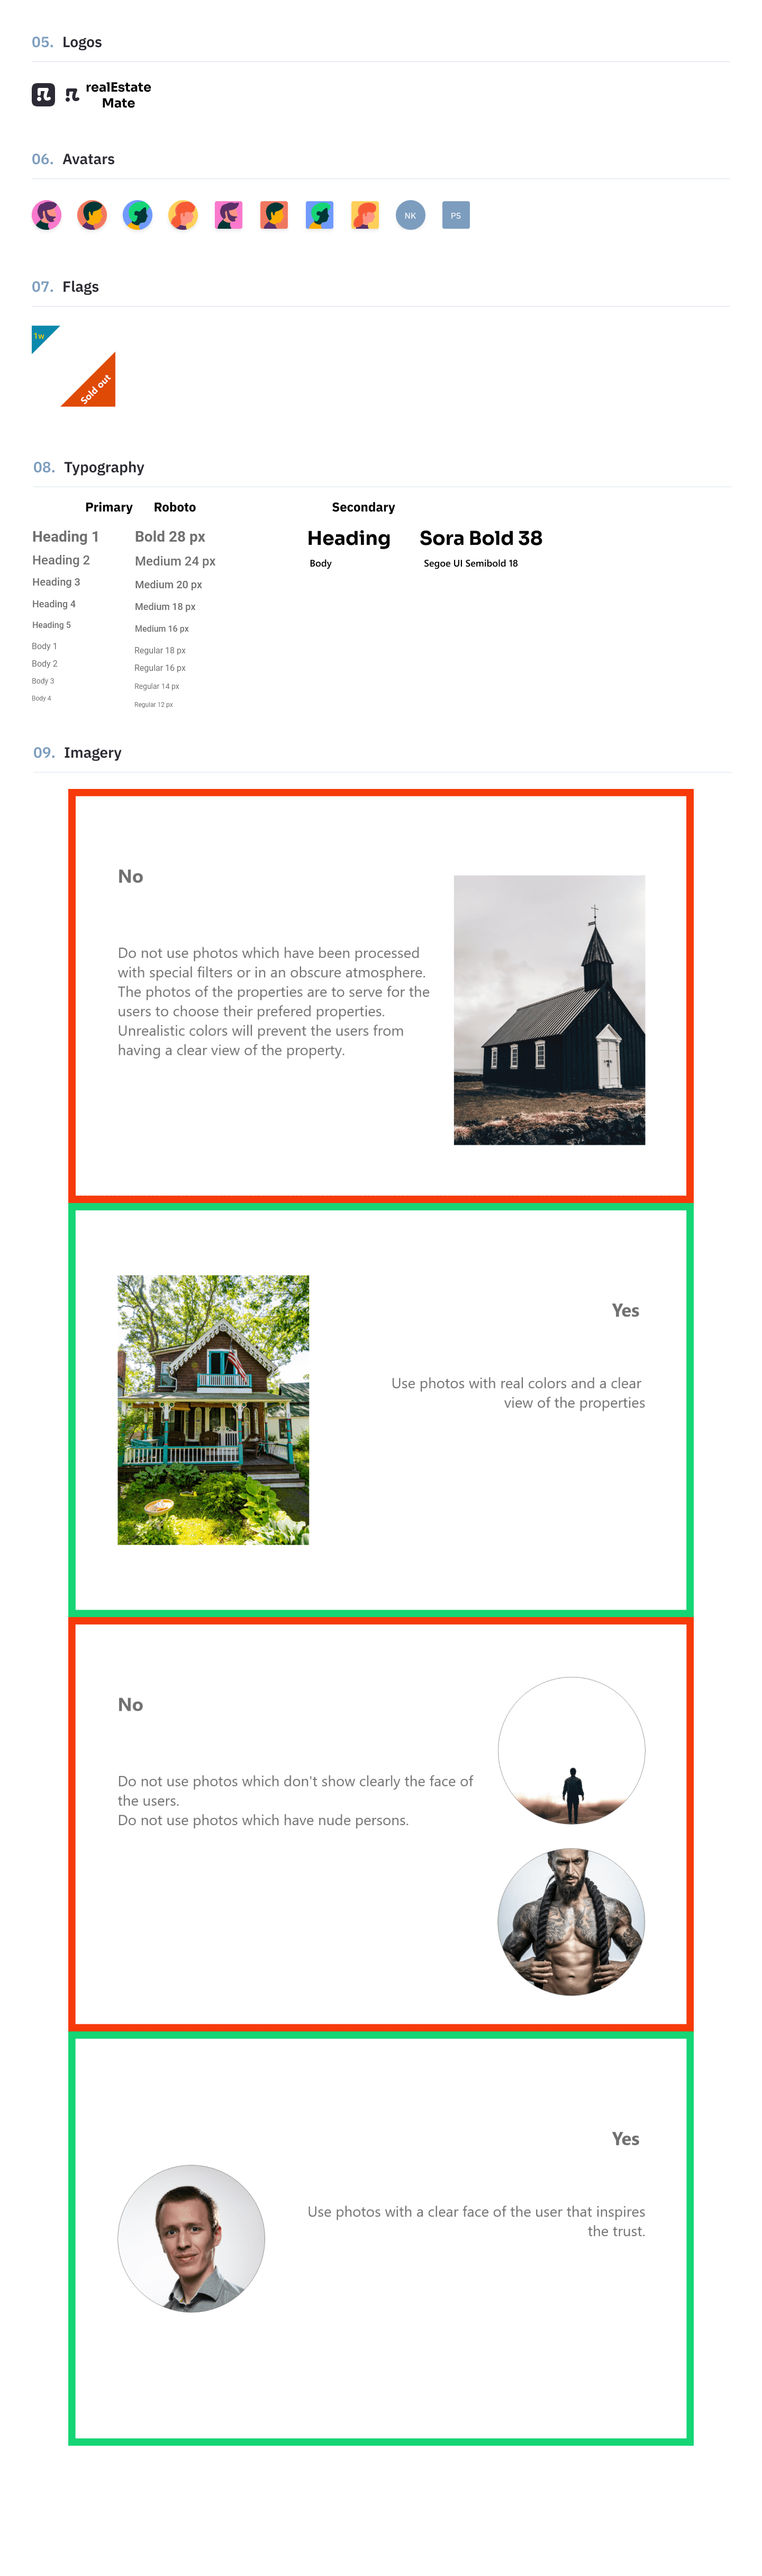 05. Logos
realEstate
Mate
06. Avatars
NK
PS
07. Flags
1w
Sold out
08. Typography
Primary Roboto
Secondary
Heading 1 Bold 28 px
Heading 2 Medium 24 px
Heading 3 Medium 20 px
Heading 4 Medium 18 px
Heading 5 Medium 16 px
Body 1 Regular 18 px
Body 2 Regular 16 px
Body 3 Regular 14 px
Body 4 Regular 12 px
Heading Sora Bold 38
Body Segoe UI Semibold 18
09. Imagery
No
Do not use photos which have been processed
with special filters or in an obscure atmosphere.
The photos of the properties are to serve for the
users to choose their prefered properties.
Unrealistic colors will prevent the users from
having a clear view of the property.
Yes
Use photos with real colors and a clear
view of the properties
No
Do not use photos which don't show clearly the face of
the users.
Do not use photos which have nude persons.
Yes
Use photos with a clear face of the user that inspires
the trust.